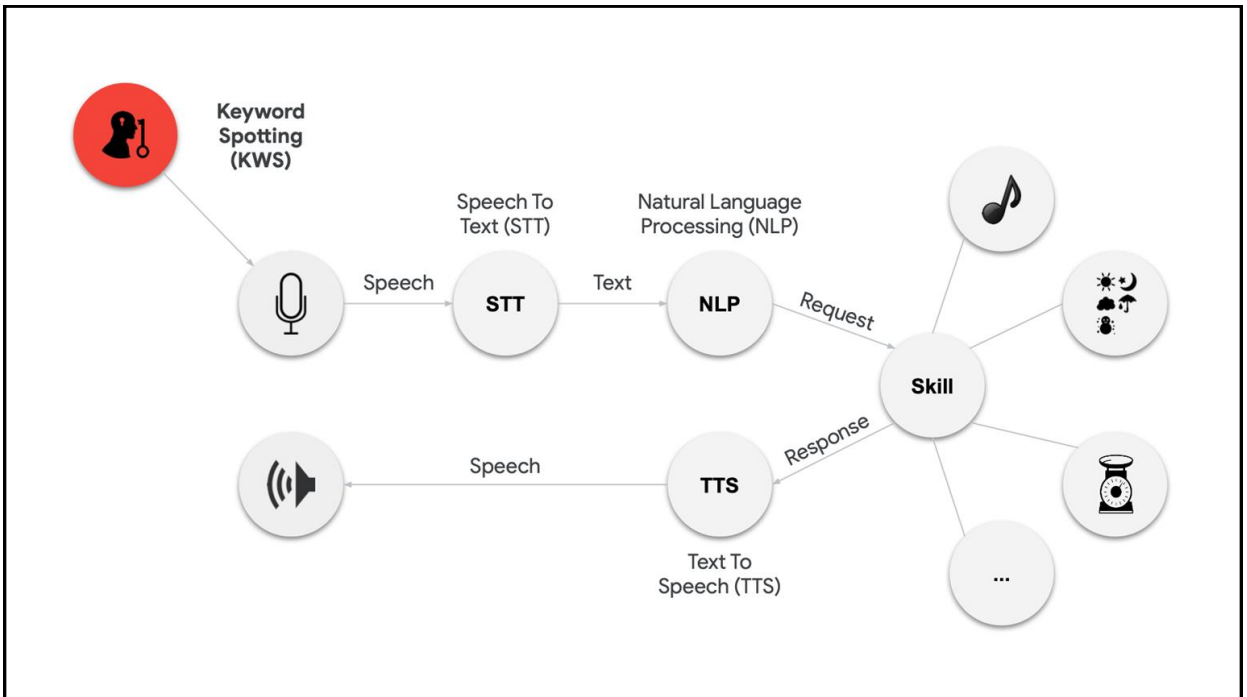 Keyword
Spotting
(KWS)
Speech To
Text (STT)
Natural Language
Processing (NLP)
Speech
STT
Text
NLP
Request
Skill
Response
Speech
TTS
Text To
Speech (TTS)
...